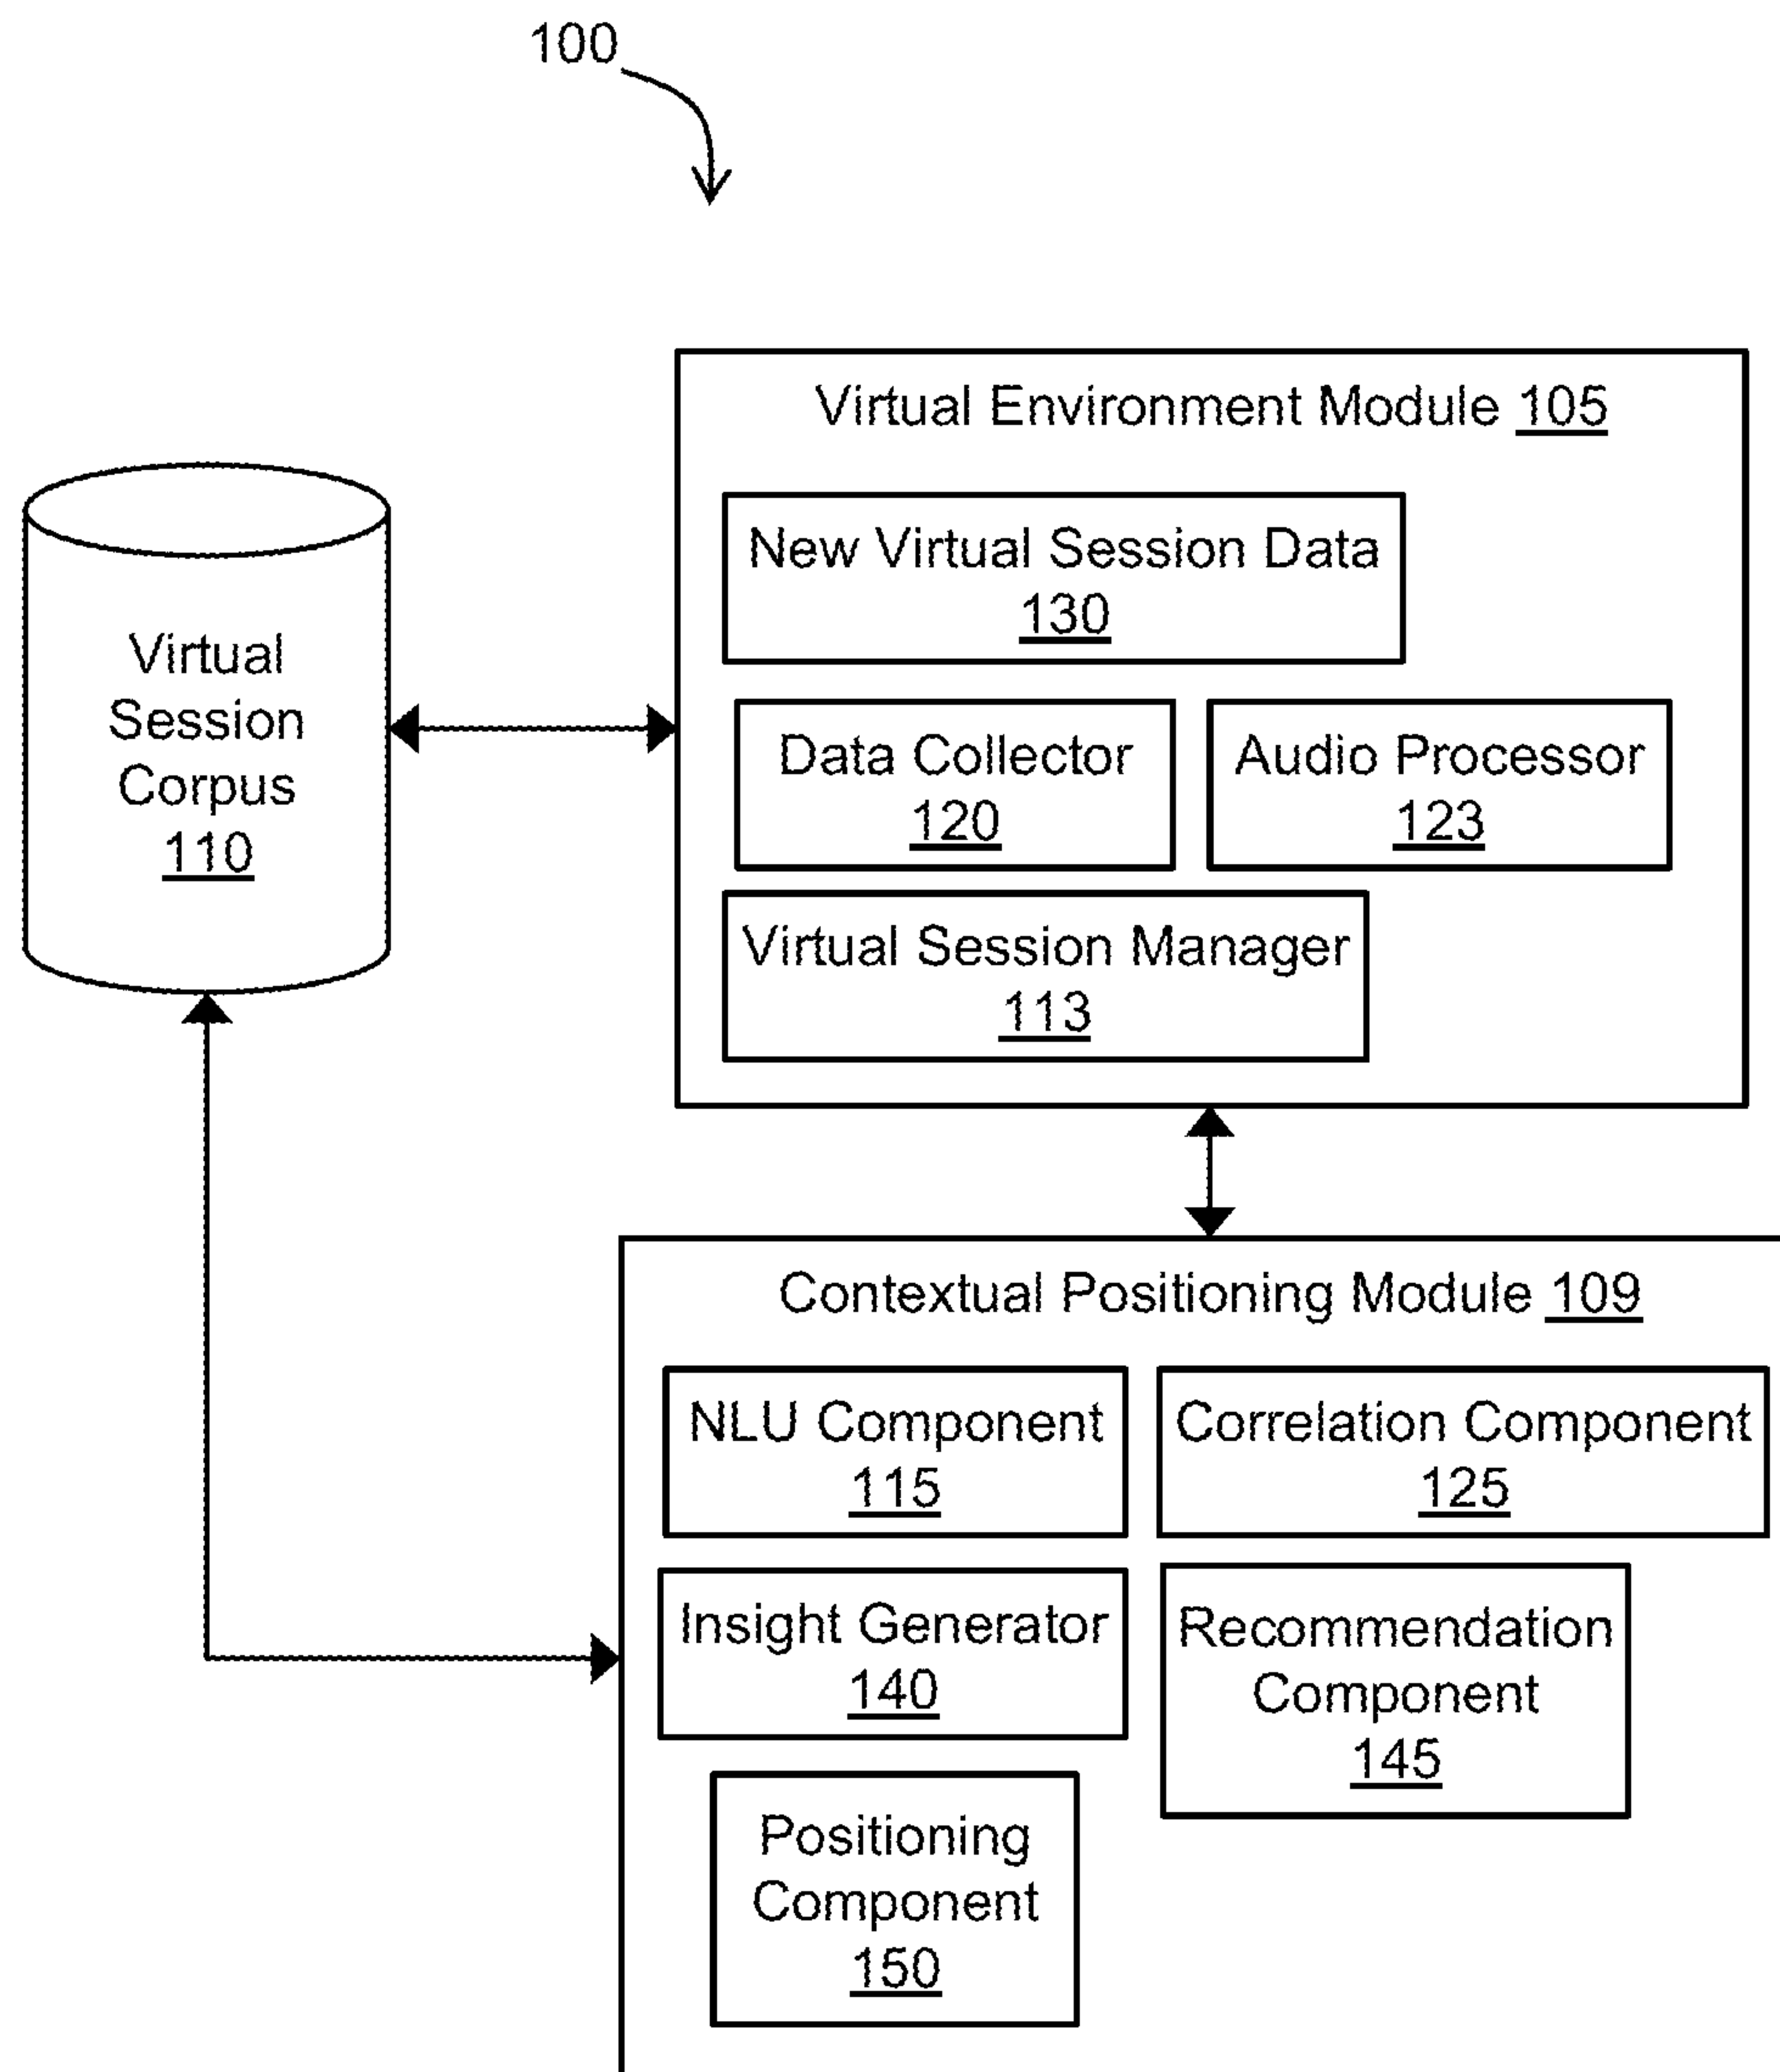 100
Virtual Environment Module 105
New Virtual Session Data
130
Data Collector
120
Audio Processor
123
Virtual Session Manager
113
Virtual
Session
Corpus
110
Contextual Positioning Module 109
NLU Component
115
Correlation Component
125
Insight Generator
140
Recommendation
Component
145
Positioning
Component
150